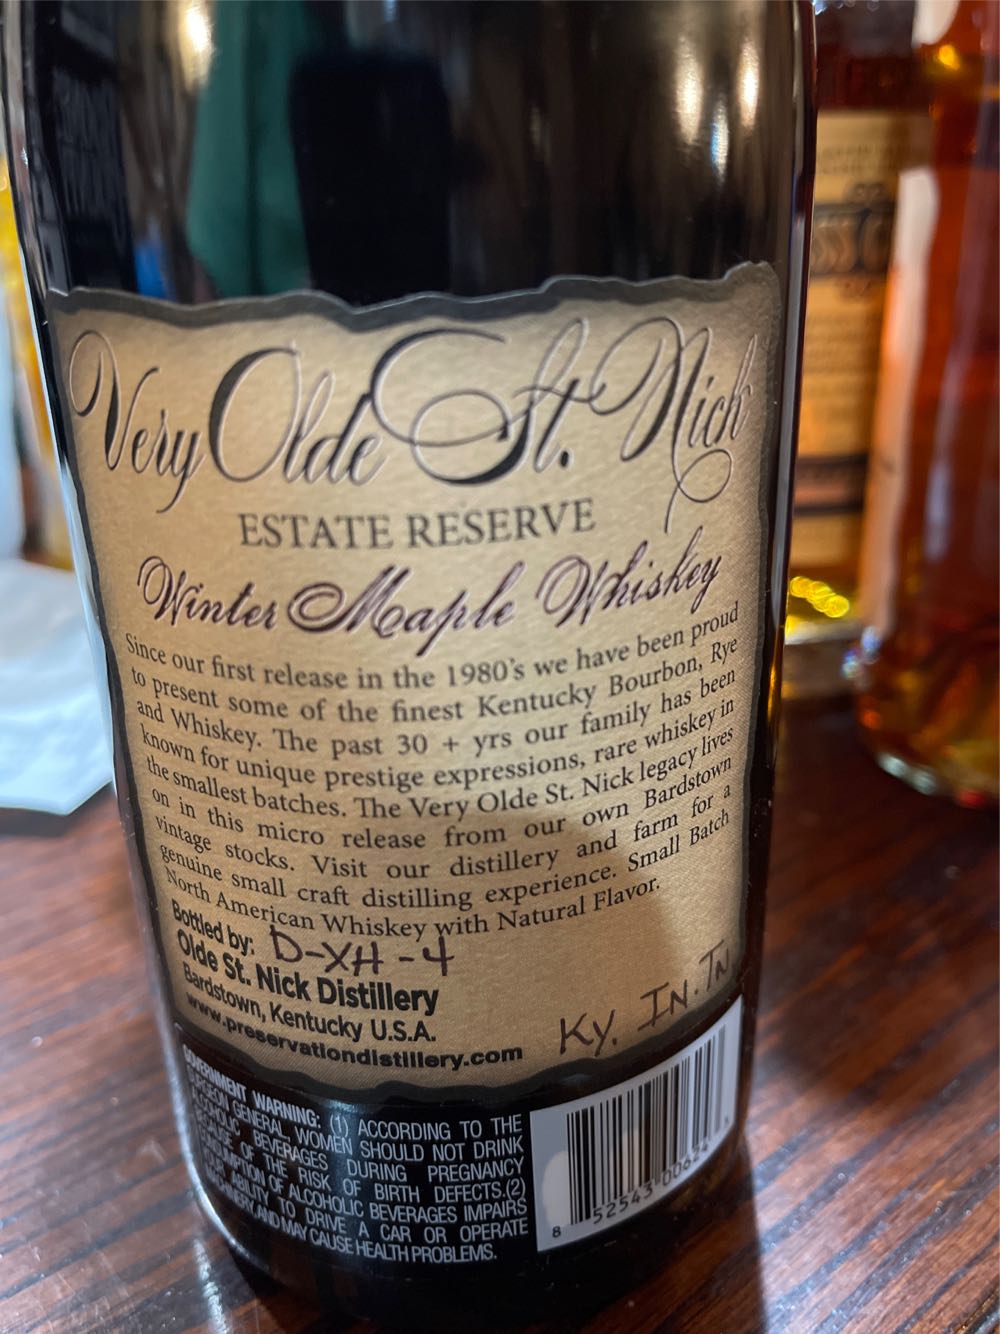 Very Olde St. Nick
ESTATE RESERVE
Winter Maple Whiskey
Since our first release in the 1980's we have been proud
to present some of the finest Kentucky Bourbon, Rye
and Whiskey. The past 30 + yrs our family has been
known for unique prestige expressions, rare whiskey in
the smallest batches. The Very Olde St. Nick legacy lives
on in this micro release from our own Bardstown
vintage stocks. Visit our distillery and farm for a
genuine small craft distilling experience. Small Batch
North American Whiskey with Natural Flavor.
Bottled by: D-XH-4
Olde St. Nick Distillery
Bardstown, Kentucky U.S.A.
www.preservationdistillery.com
Ky. IN. TN
GOVERNMENT WARNING: (1) ACCORDING TO THE
SURGEON GENERAL WOMEN SHOULD NOT DRINK
ALCOHOLIC BEVERAGES DURING PREGNANCY
BECAUSE OF THE RISK OF BIRTH DEFECTS.(2)
CONSUMPTION OF ALCOHOLIC BEVERAGES IMPAIRS
YOUR ABILITY TO DRIVE A CAR OR OPERATE
MACHINERY, AND MAY CAUSE HEALTH PROBLEMS.
8 52543